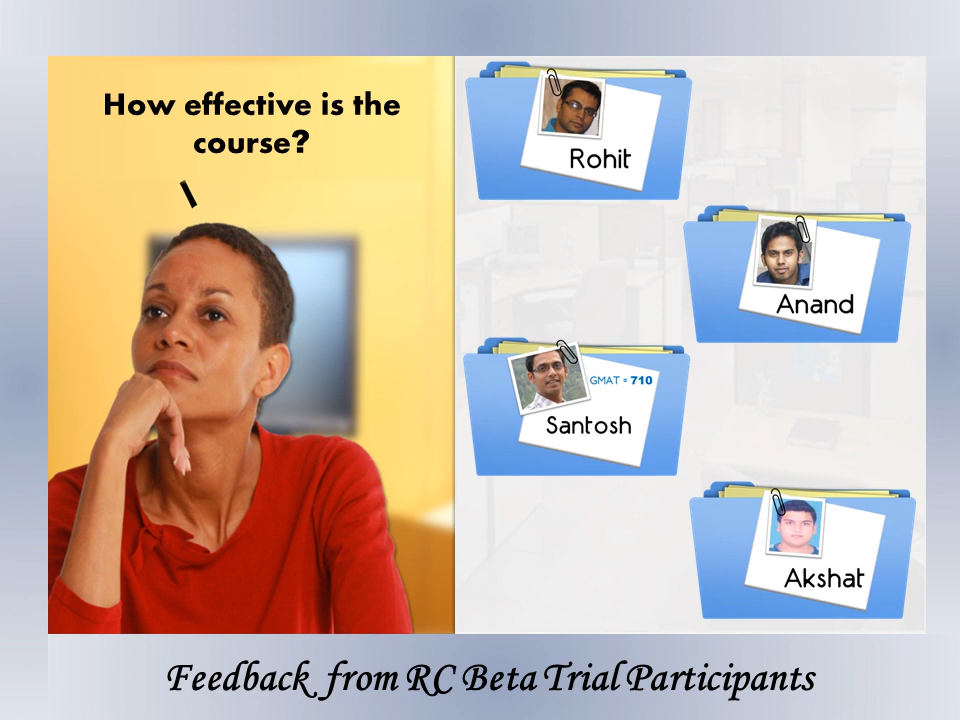 How effective is the
course?
Rohit
Anand
GMAT = 710
Santosh
Akshat
Feedback from RC Beta Trial Participants